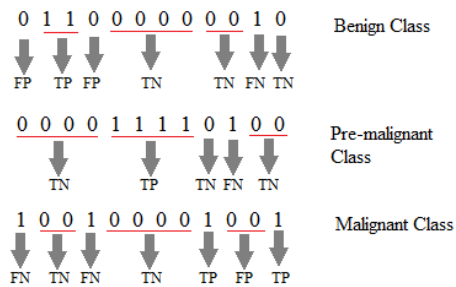 0 1 1 0 0 0 0 0 0 0 1 0 Benign Class
FP TP FP TN TN FN TN
0 0 0 0 1 1 1 1 0 1 0 0 Pre-malignant
Class
TN TP TN FN TN
1 0 0 1 0 0 0 0 1 0 0 1 Malignant Class
FN TN FN TN TP FP TP